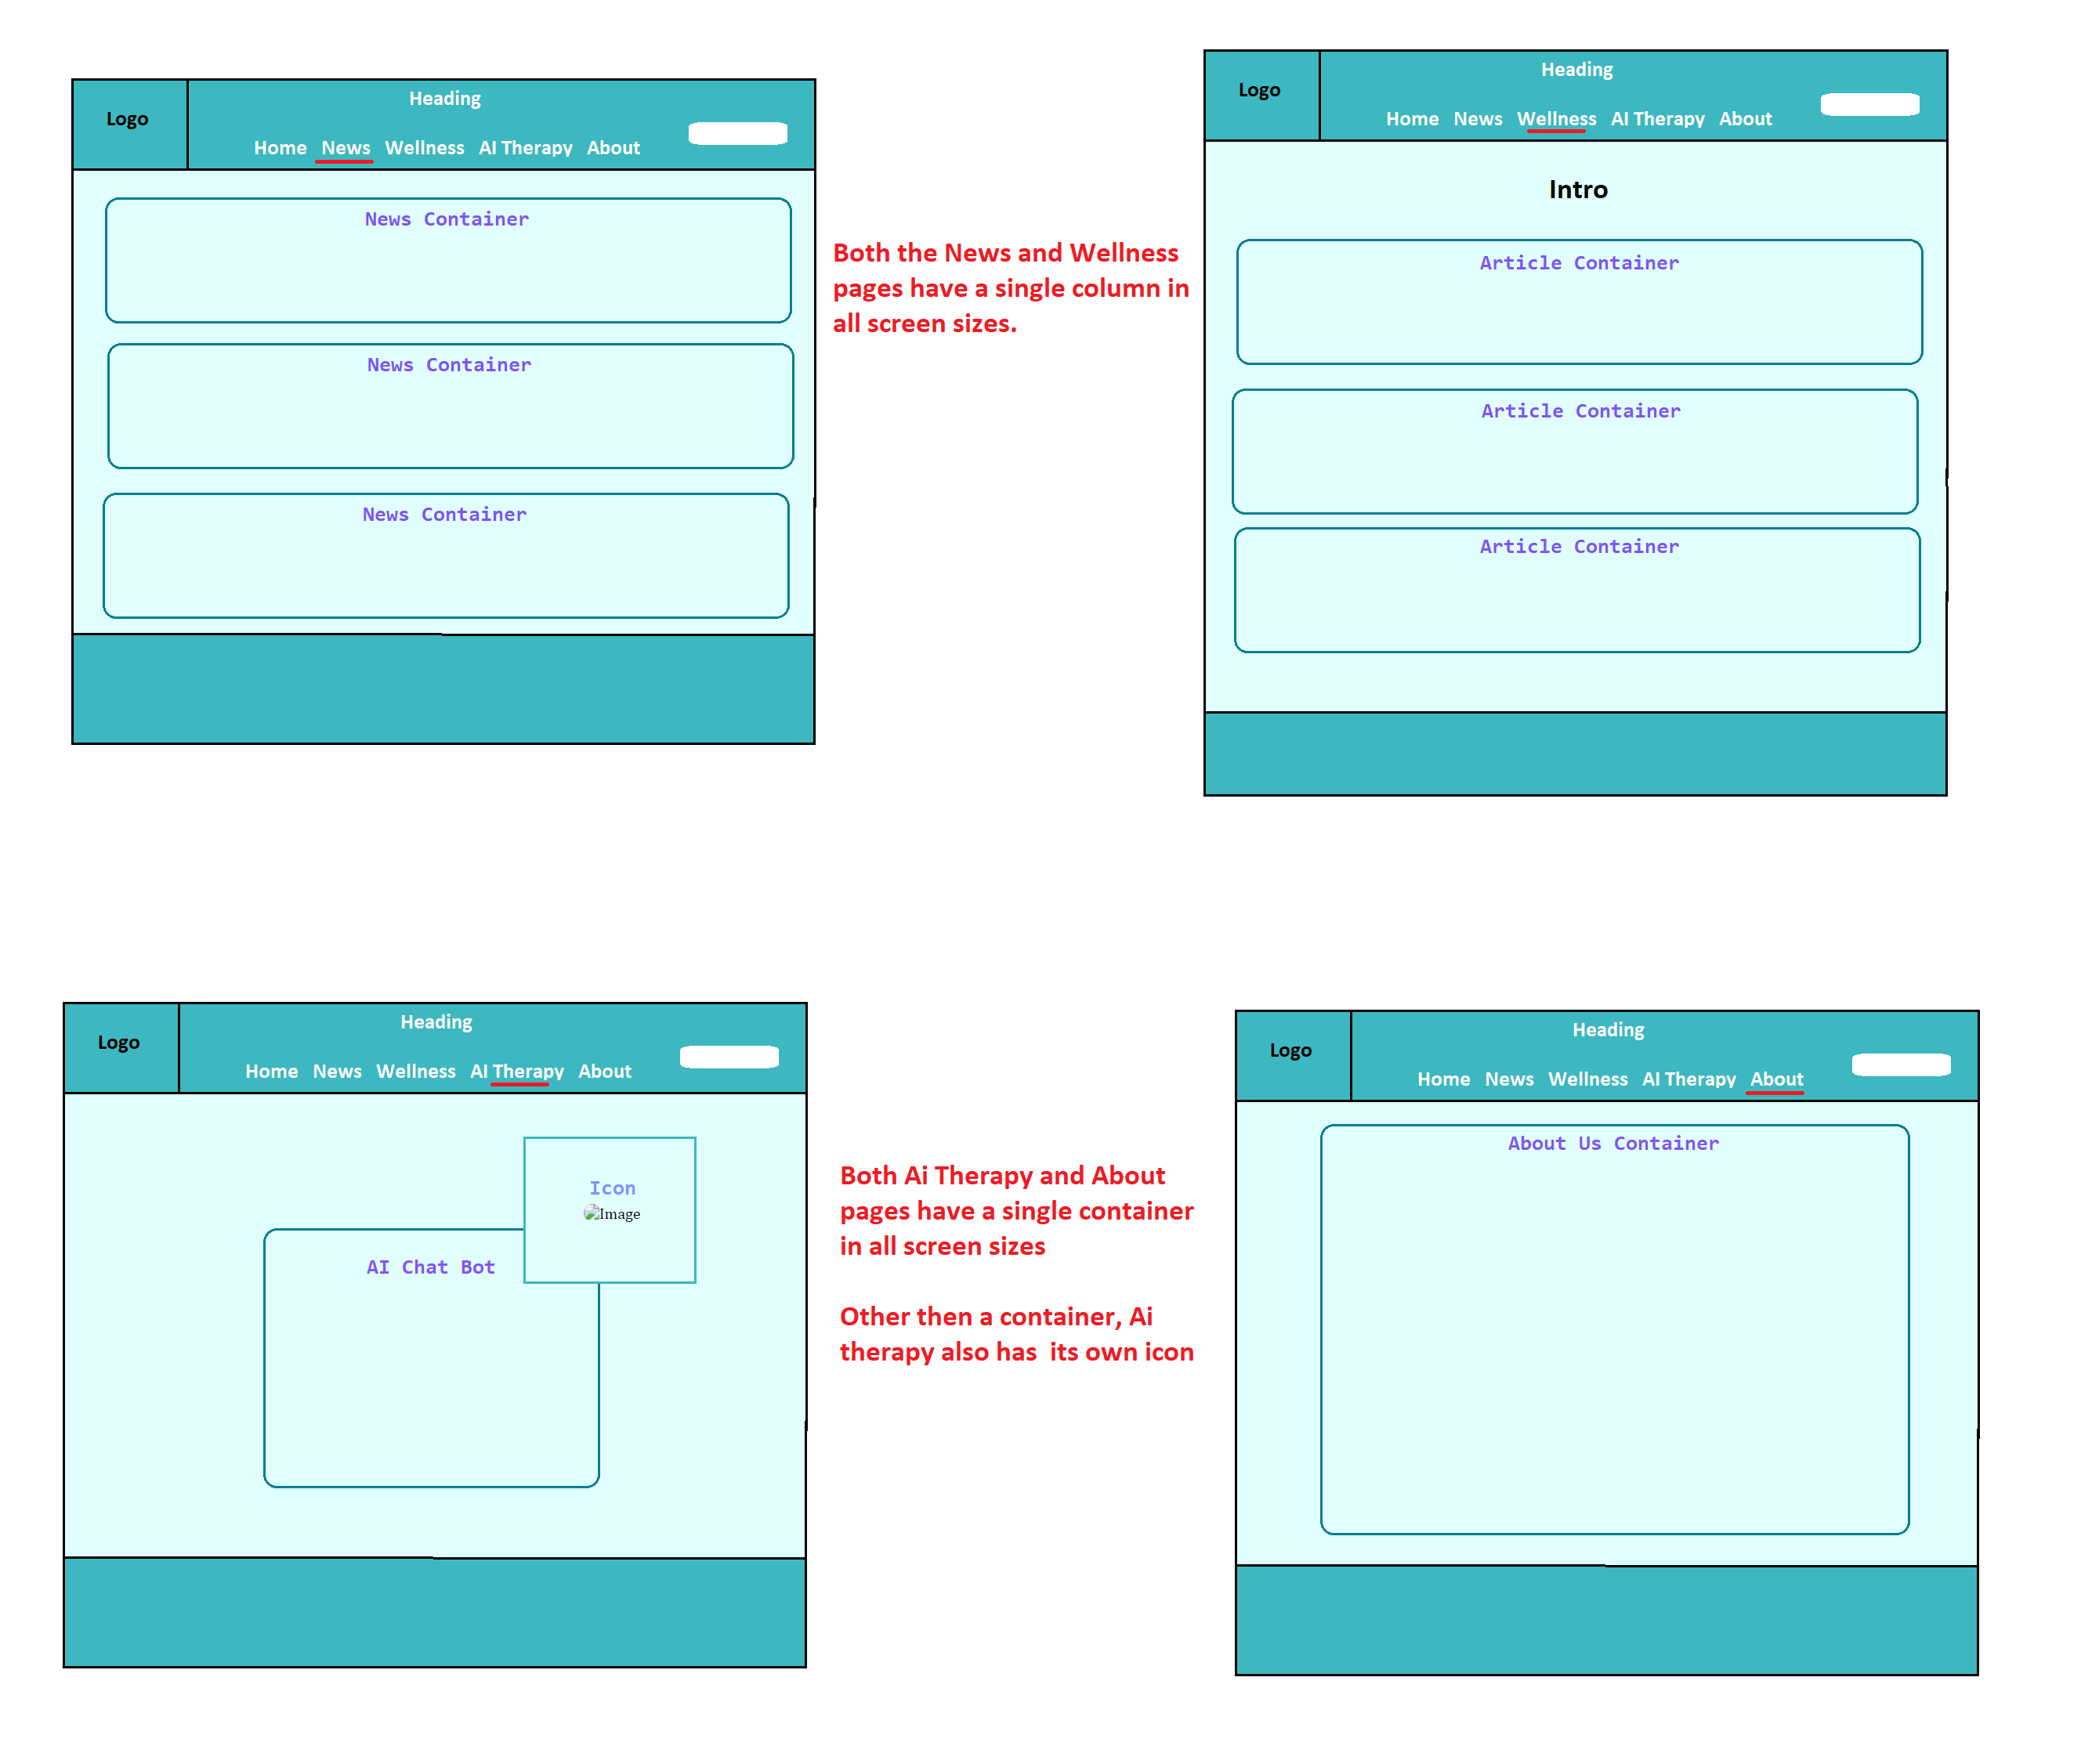 Logo
Heading
Home News Wellness AI Therapy About
News Container
News Container
News Container
Both the News and Wellness
pages have a single column in
all screen sizes.
Logo
Heading
Home News Wellness AI Therapy About
Intro
Article Container
Article Container
Article Container
Logo
Heading
Home News Wellness AI Therapy About
Icon
Image
AI Chat Bot
Both Ai Therapy and About
pages have a single container
in all screen sizes
Other then a container, Ai
therapy also has its own icon
Logo
Heading
Home News Wellness AI Therapy About
About Us Container